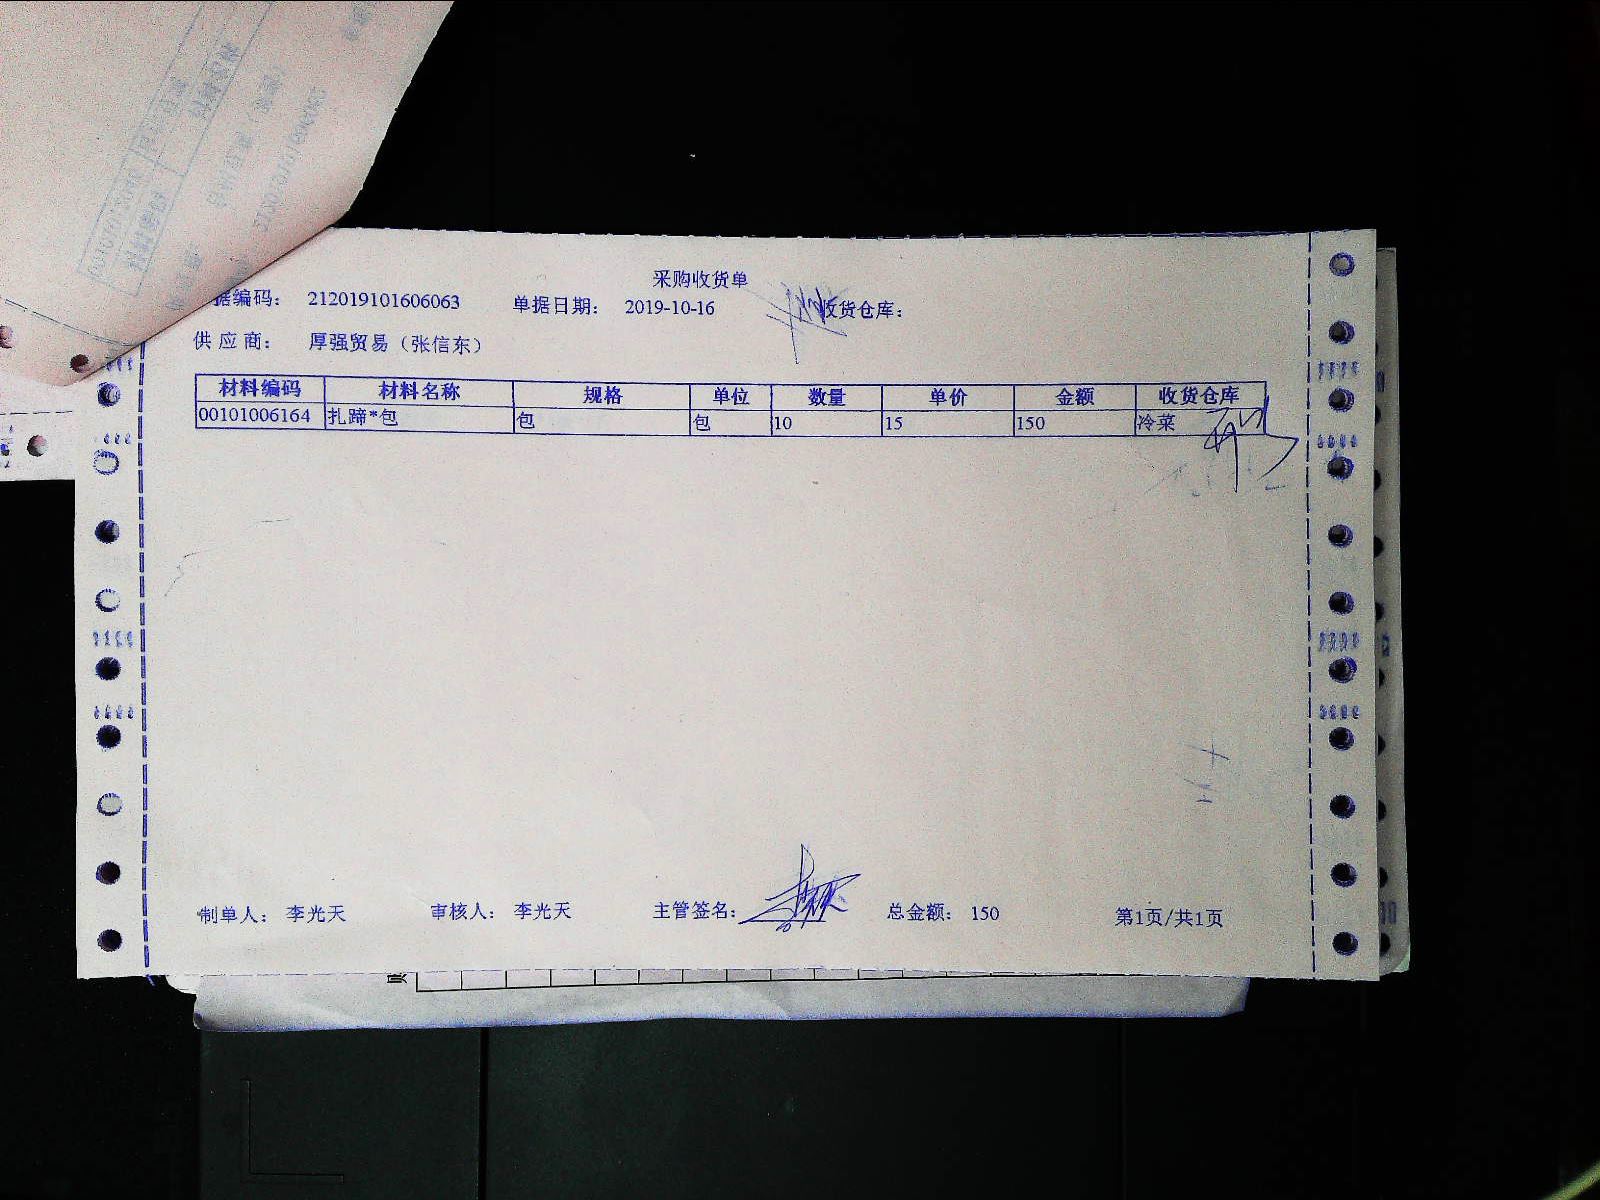 采购收货单
据编码： 212019101606063 单据日期： 2019-10-16 收货仓库：
供应商： 厚强贸易（张信东）
材料编码 材料名称 规格 单位 数量 单价 金额 收货仓库
00101006164 扎蹄*包 包 包 10 15 150 冷菜
制单人： 李光天 审核人： 李光天 主管签名： 总金额： 150 第1页/共1页